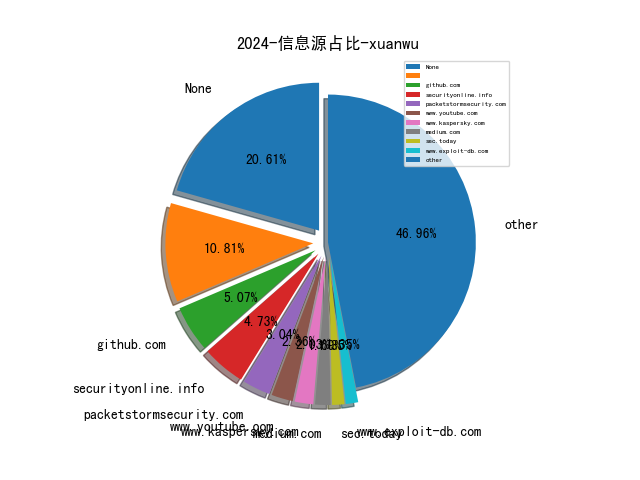 2024-信息源占比-xuanwu
None
github.com
securityonline.info
packetstormsecurity.com
www.youtube.com
www.kaspersky.com
medium.com
seo.today
www.exploit-db.com
other
None
20.61%
46.96%
other
10.81%
5.07%
4.73%
3.04%
2.36%
github.com
securityonline.info
packetstormsecurity.com
www.youtube.com
www.kaspersky.com
medium.com
www.exploit-db.com